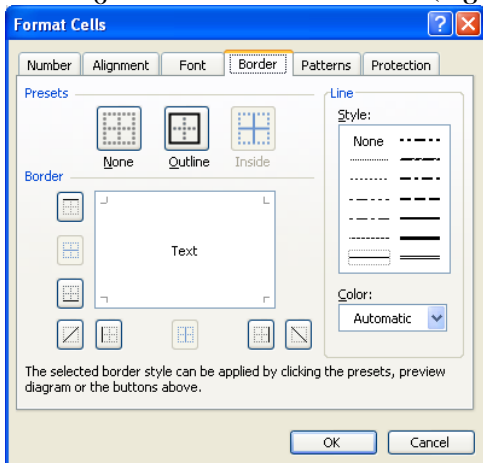 Format Cells
Number Alignment Font Border Patterns Protection
Presets
None Outline Inside
Border
Text
Line
Style:
None
Color:
Automatic
The selected border style can be applied by clicking the presets, preview
diagram or the buttons above.
OK Cancel